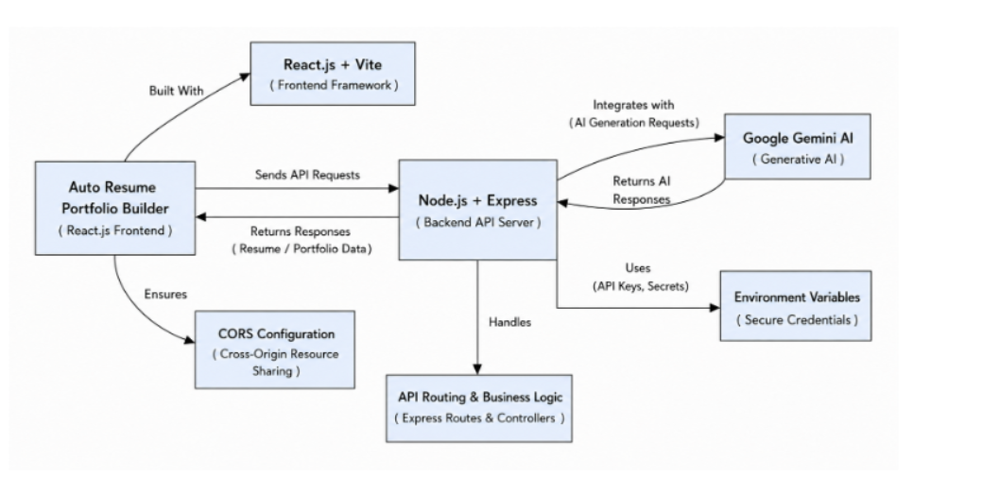 React.js + Vite
( Frontend Framework )
Built With
Integrates with
(AI Generation Requests)
Google Gemini AI
( Generative AI )
Auto Resume
Portfolio Builder
( React.js Frontend )
Sends API Requests
Returns Responses
( Resume / Portfolio Data)
Node.js + Express
( Backend API Server )
Returns AI
Responses
Uses
(API Keys, Secrets)
Environment Variables
( Secure Credentials )
Ensures
CORS Configuration
( Cross-Origin Resource
Sharing )
Handles
API Routing & Business Logic
( Express Routes & Controllers )